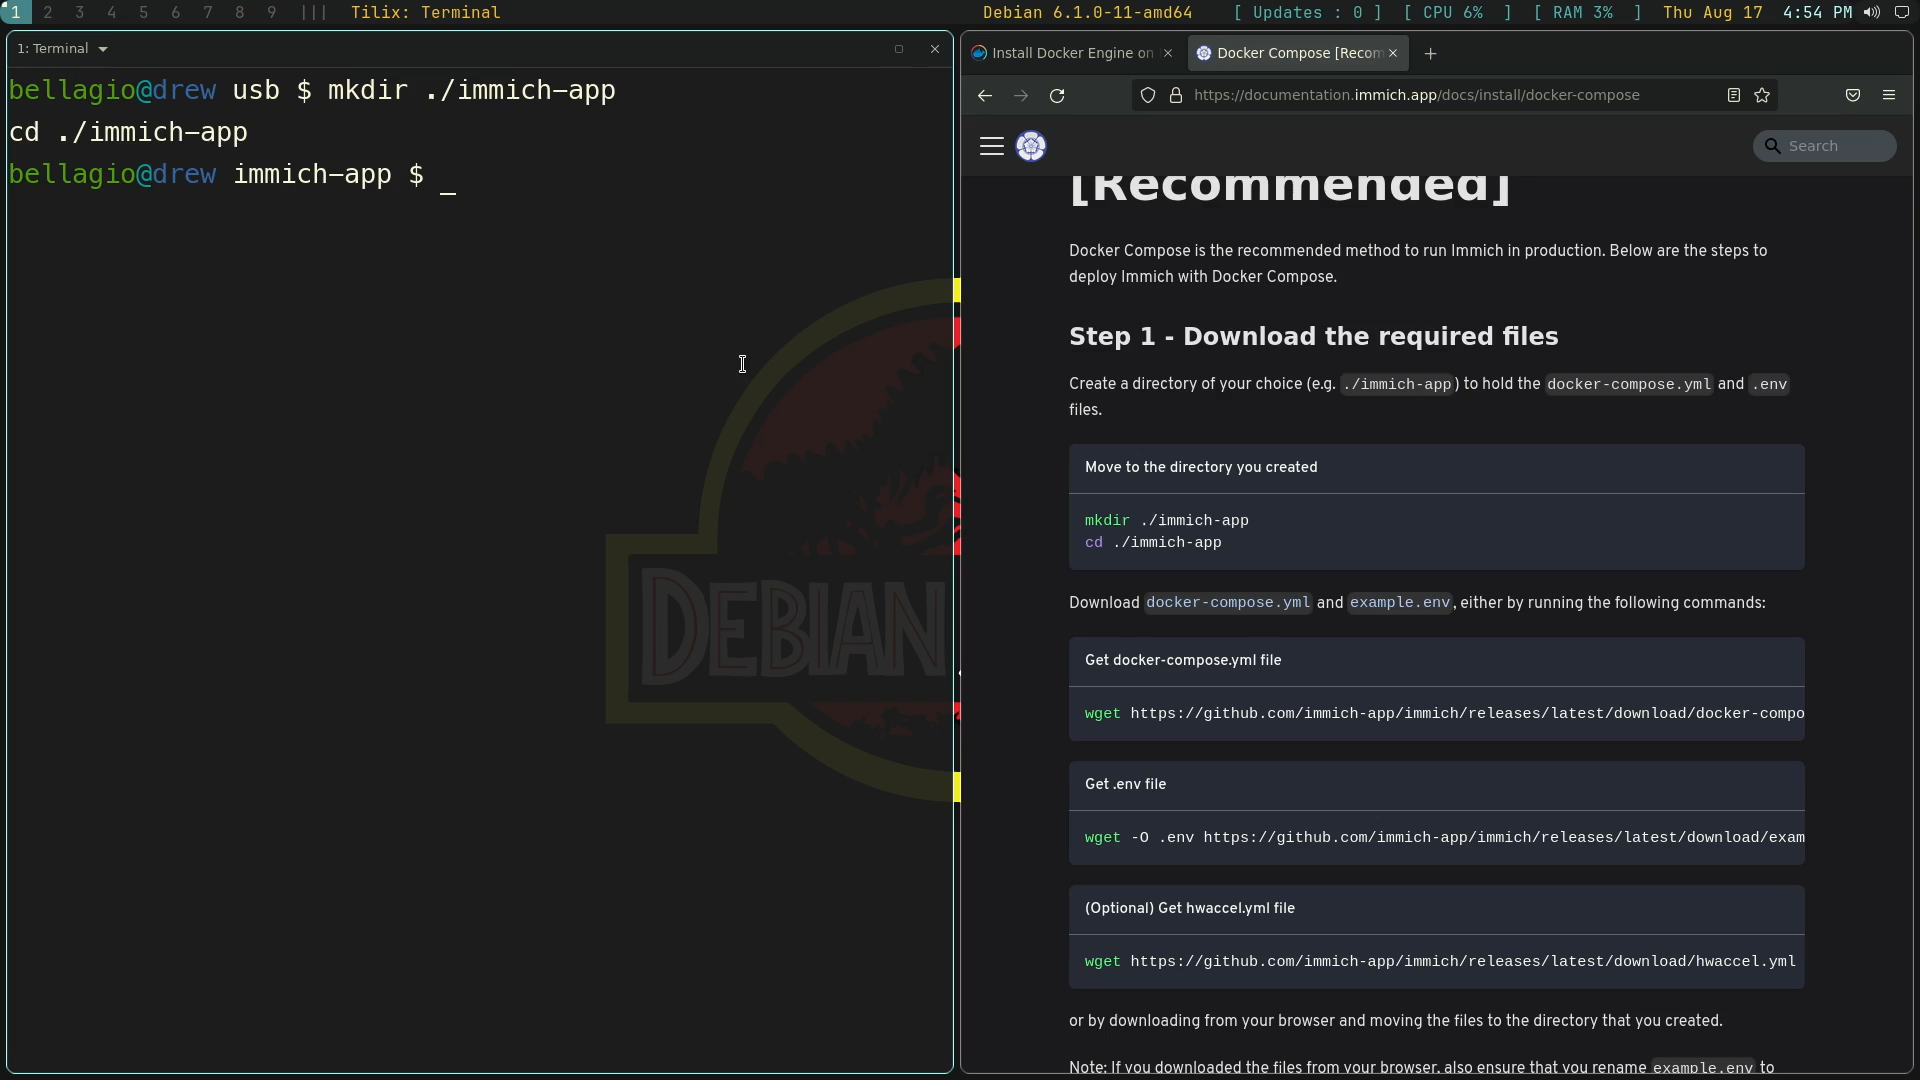 1 2 3 4 5 6 7 8 9 ||| Tilix: Terminal Debian 6.1.0-11-amd64 [ Updates : 0 ] [ CPU 6% ] [ RAM 3% ] Thu Aug 17 4:54 PM
1: Terminal
bellagio@drew usb $ mkdir ./immich-app
cd ./immich-app
bellagio@drew immich-app $ _
DEBIAN
Install Docker Engine on
Docker Compose [Recom
https://documentation.immich.app/docs/install/docker-compose
Search
[Recommended]
Docker Compose is the recommended method to run Immich in production. Below are the steps to
deploy Immich with Docker Compose.
Step 1 - Download the required files
Create a directory of your choice (e.g. ./immich-app) to hold the docker-compose.yml and .env
files.
Move to the directory you created
mkdir ./immich-app
cd ./immich-app
Download docker-compose.yml and example.env, either by running the following commands:
Get docker-compose.yml file
wget https://github.com/immich-app/immich/releases/latest/download/docker-compo
Get .env file
wget -O .env https://github.com/immich-app/immich/releases/latest/download/exam
(Optional) Get hwaccel.yml file
wget https://github.com/immich-app/immich/releases/latest/download/hwaccel.yml
or by downloading from your browser and moving the files to the directory that you created.
Note: If you downloaded the files from your browser, also ensure that you rename example.env to